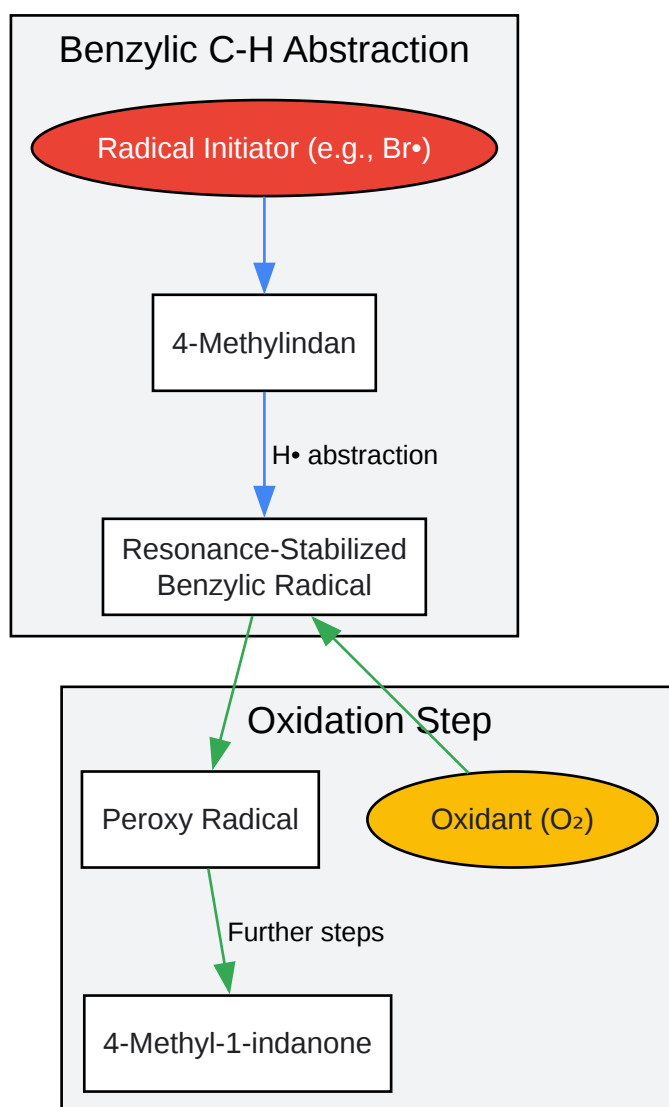 Benzylic C-H Abstraction
Radical Initiator (e.g., Br•)
4-Methylindan
H• abstraction
Resonance-Stabilized
Benzylic Radical
Oxidation Step
Peroxy Radical
Oxidant (O₂)
Further steps
4-Methyl-1-indanone